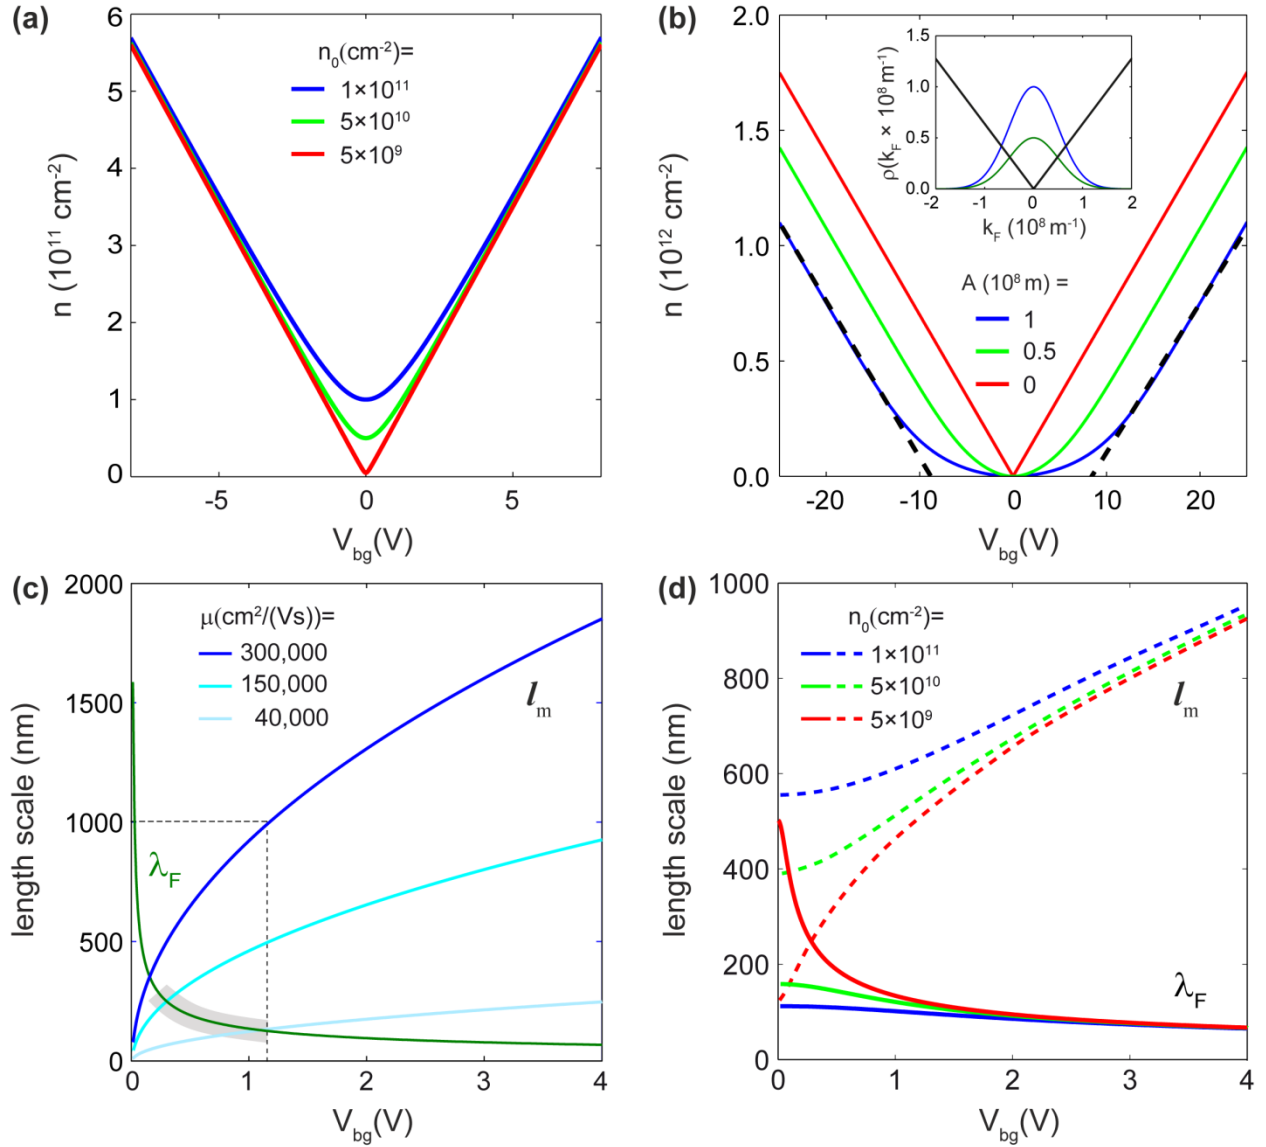 (a)
6
5
4
3
2
1
0
n (10¹¹ cm⁻²)
n₀(cm⁻²)=
1×10¹¹
5×10¹⁰
5×10⁹
-5
0
5
V_bg(V)
(b)
2.0
1.5
1.0
0.5
0.0
n (10¹² cm⁻²)
1.5
1.0
0.5
0.0
ρ(k_F × 10⁸ m⁻¹)
-2
-1
0
1
2
k_F (10⁸ m⁻¹)
A (10⁸ m) =
1
0.5
0
-20
-10
0
10
20
V_bg(V)
(c)
2000
1500
1000
500
0
length scale (nm)
μ(cm²/(Vs))=
300,000
150,000
40,000
l_m
λ_F
0
1
2
3
4
V_bg(V)
(d)
1000
800
600
400
200
0
length scale (nm)
n₀(cm⁻²)=
1×10¹¹
5×10¹⁰
5×10⁹
l_m
λ_F
0
1
2
3
4
V_bg(V)